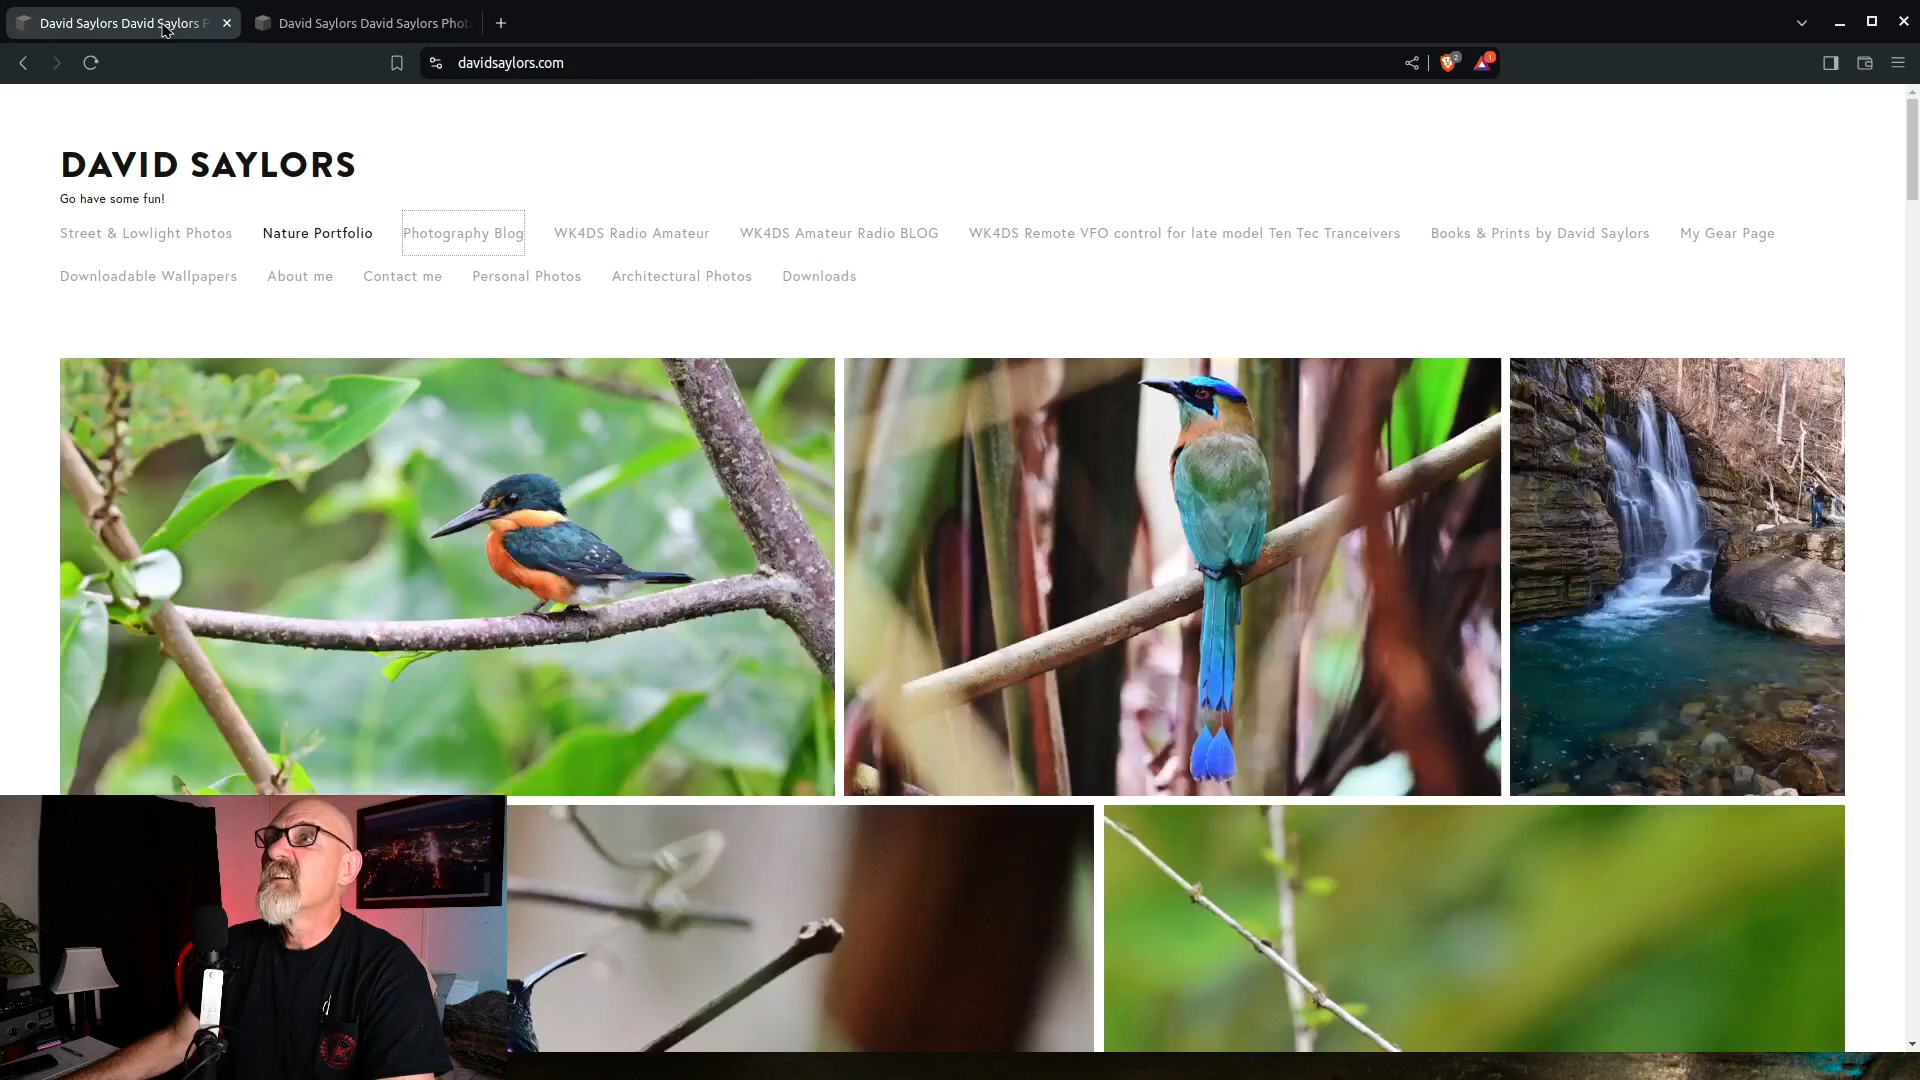 David Saylors David Saylors P
David Saylors David Saylors Phot
davidsaylors.com
2
1
DAVID SAYLORS
Go have some fun!
Street & Lowlight Photos Nature Portfolio Photography Blog WK4DS Radio Amateur WK4DS Amateur Radio BLOG WK4DS Remote VFO control for late model Ten Tec Tranceivers Books & Prints by David Saylors My Gear Page
Downloadable Wallpapers About me Contact me Personal Photos Architectural Photos Downloads